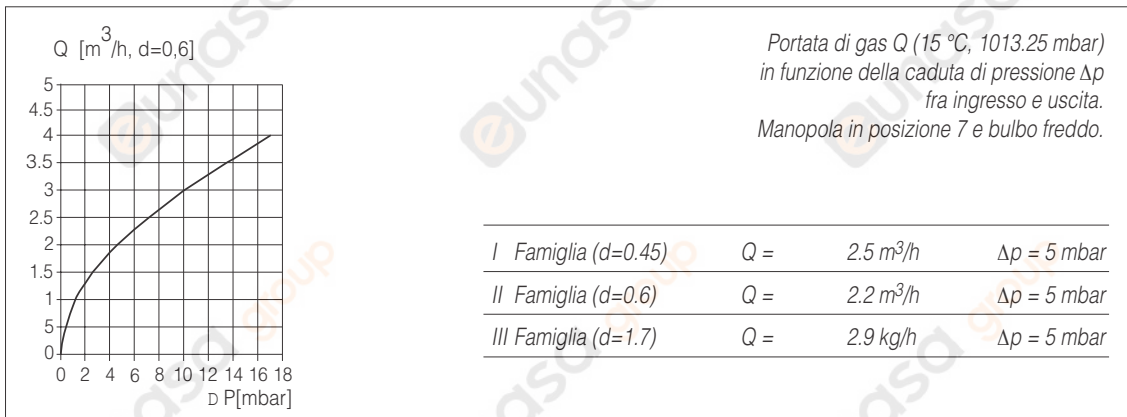 Q [m3/h, d=0,6]
5
4.5
4
3.5
3
2.5
2
1.5
1
5
0
0 2 4 6 8 10 12 14 16 18
D P[mbar]
Portata di gas Q (15 °C, 1013.25 mbar)
in funzione della caduta di pressione Δp
fra ingresso e uscita.
Manopola in posizione 7 e bulbo freddo.
I Famiglia (d=0.45) Q = 2.5 m3/h Δp = 5 mbar
II Famiglia (d=0.6) Q = 2.2 m3/h Δp = 5 mbar
III Famiglia (d=1.7) Q = 2.9 kg/h Δp = 5 mbar
eunasa group